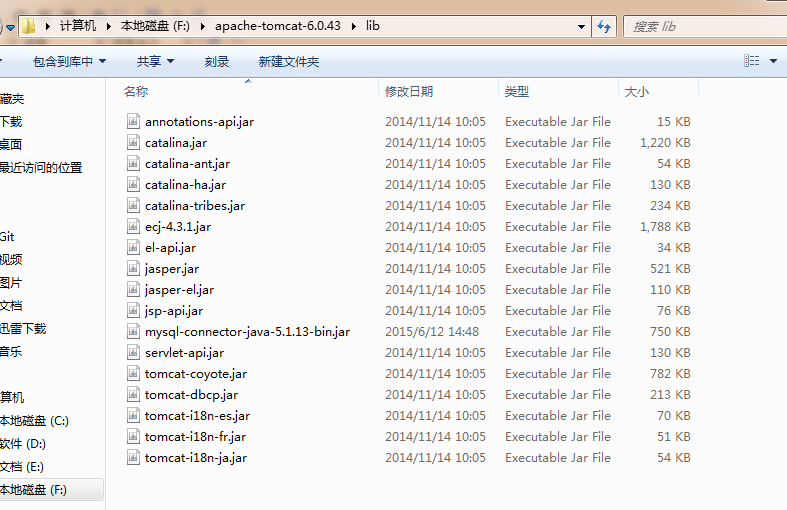 计算机 本地磁盘 (F:) apache-tomcat-6.0.43 lib 搜索 lib
包含到库中 共享 刻录 新建文件夹
名称 修改日期 类型 大小
藏夹
下载
桌面
最近访问的位置
Git
视频
图片
文档
迅雷下载
音乐
算机
本地磁盘 (C:)
软件 (D:)
文档 (E:)
本地磁盘 (F:)
annotations-api.jar 2014/11/14 10:05 Executable Jar File 15 KB
catalina.jar 2014/11/14 10:05 Executable Jar File 1,220 KB
catalina-ant.jar 2014/11/14 10:05 Executable Jar File 54 KB
catalina-ha.jar 2014/11/14 10:05 Executable Jar File 130 KB
catalina-tribes.jar 2014/11/14 10:05 Executable Jar File 234 KB
ecj-4.3.1.jar 2014/11/14 10:05 Executable Jar File 1,788 KB
el-api.jar 2014/11/14 10:05 Executable Jar File 34 KB
jasper.jar 2014/11/14 10:05 Executable Jar File 521 KB
jasper-el.jar 2014/11/14 10:05 Executable Jar File 110 KB
jsp-api.jar 2014/11/14 10:05 Executable Jar File 76 KB
mysql-connector-java-5.1.13-bin.jar 2015/6/12 14:48 Executable Jar File 750 KB
servlet-api.jar 2014/11/14 10:05 Executable Jar File 130 KB
tomcat-coyote.jar 2014/11/14 10:05 Executable Jar File 782 KB
tomcat-dbcp.jar 2014/11/14 10:05 Executable Jar File 213 KB
tomcat-i18n-es.jar 2014/11/14 10:05 Executable Jar File 70 KB
tomcat-i18n-fr.jar 2014/11/14 10:05 Executable Jar File 51 KB
tomcat-i18n-ja.jar 2014/11/14 10:05 Executable Jar File 54 KB